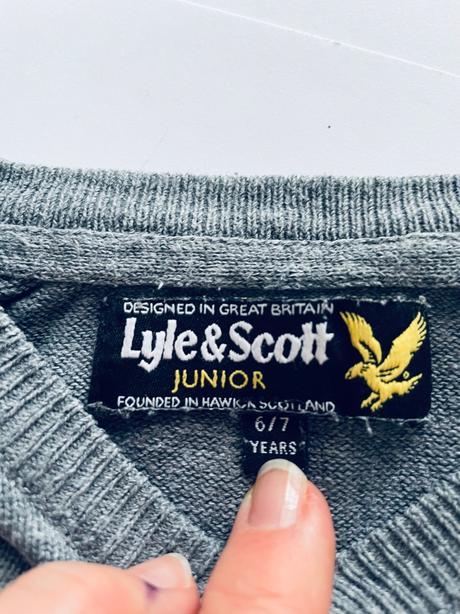 DESIGNED IN GREAT BRITAIN
Lyle&Scott
JUNIOR
FOUNDED IN HAWICK SCOTLAND
6/7
YEARS